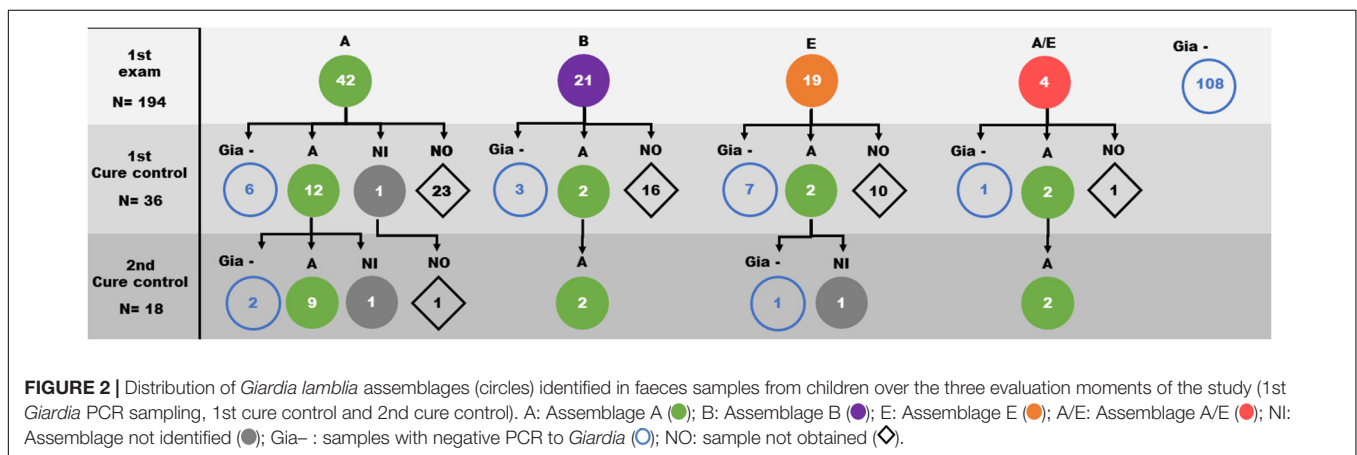 A B E A/E Gia -
1st
exam
N= 194
42 21 19 4 108
Gia - A NI NO Gia - A NO Gia - A NO Gia - A NO
1st
Cure control
N= 36
6 12 1 23 3 2 16 7 2 10 1 2 1
Gia - A NI NO A Gia - NI A
2nd
Cure control
N= 18
2 9 1 1 2 1 1 2
FIGURE 2 | Distribution of Giardia lamblia assemblages (circles) identified in faeces samples from children over the three evaluation moments of the study (1st
Giardia PCR sampling, 1st cure control and 2nd cure control). A: Assemblage A (●); B: Assemblage B (●); E: Assemblage E (●); A/E: Assemblage A/E (●); NI:
Assemblage not identified (●); Gia– : samples with negative PCR to Giardia (○); NO: sample not obtained (◇).